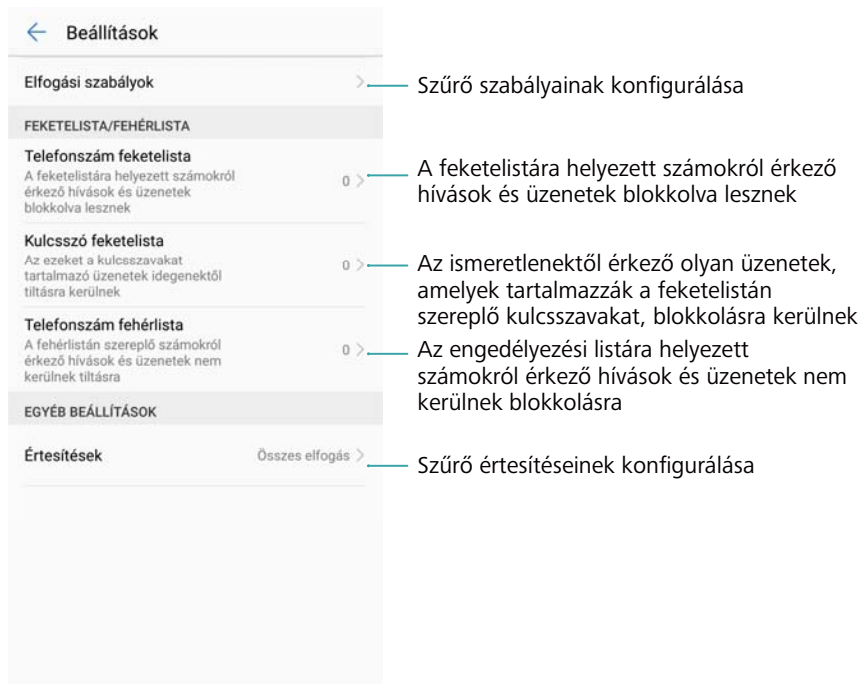 Beállítások
Elfogási szabályok
Szűrő szabályainak konfigurálása
FEKETELISTA/FEHÉRLISTA
Telefonszám feketelista
A feketelistára helyezett számokról
érkező hívások és üzenetek
blokkolva lesznek
0
A feketelistára helyezett számokról érkező
hívások és üzenetek blokkolva lesznek
Kulcsszó feketelista
Az ezeket a kulcsszavakat
tartalmazó üzenetek idegenektől
tiltásra kerülnek
0
Az ismeretlenektől érkező olyan üzenetek,
amelyek tartalmazzák a feketelistán
szereplő kulcsszavakat, blokkolásra kerülnek
Telefonszám fehérlista
A fehérlistán szereplő számokról
érkező hívások és üzenetek nem
kerülnek tiltásra
0
Az engedélyezési listára helyezett
számokról érkező hívások és üzenetek nem
kerülnek blokkolásra
EGYÉB BEÁLLÍTÁSOK
Értesítések
Összes elfogás
Szűrő értesítéseinek konfigurálása